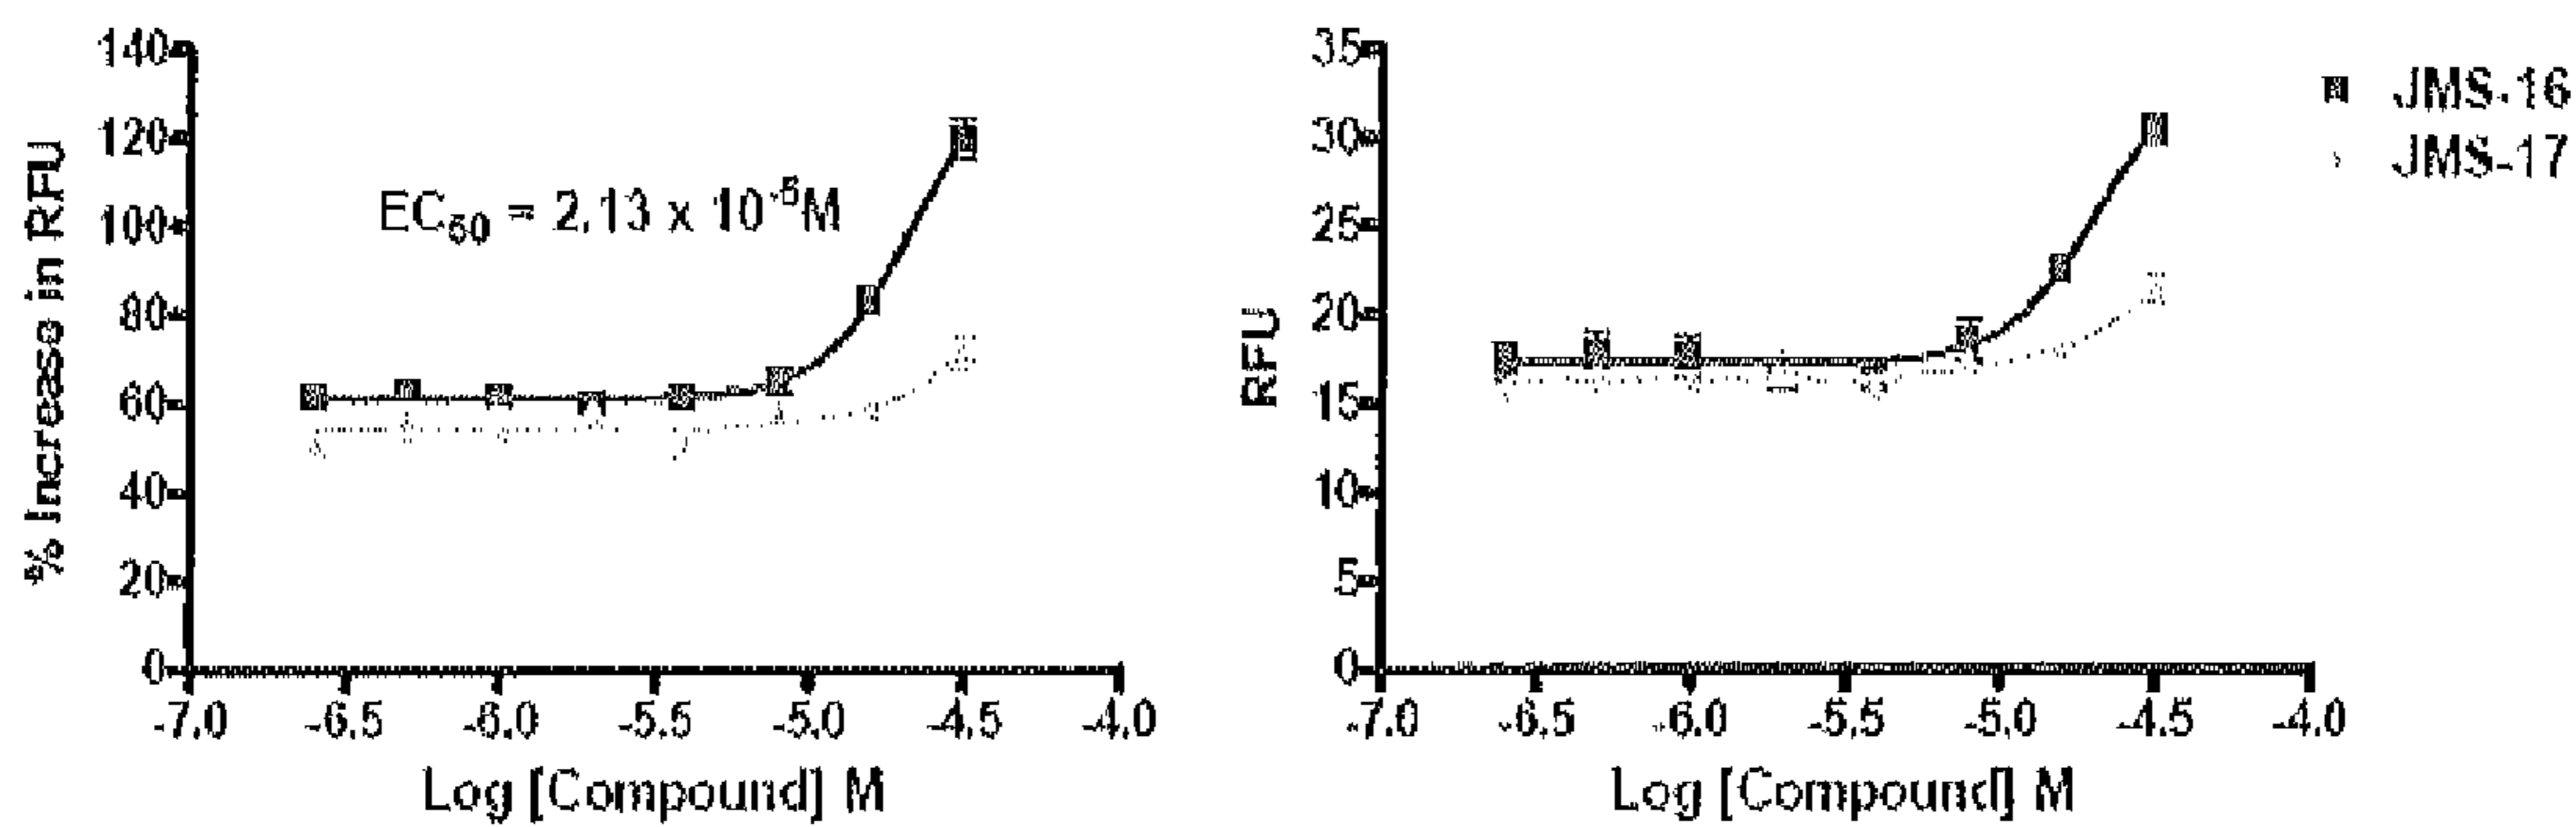 140
120
100
80
60
40
20
0
% Increase in RFU
EC50 = 2.13 x 10-5M
-7.0 -6.5 -6.0 -5.5 -5.0 -4.5 -4.0
Log [Compound] M
35
30
25
20
15
10
5
0
RFU
-7.0 -6.5 -6.0 -5.5 -5.0 -4.5 -4.0
Log [Compound] M
JMS-16
JMS-17